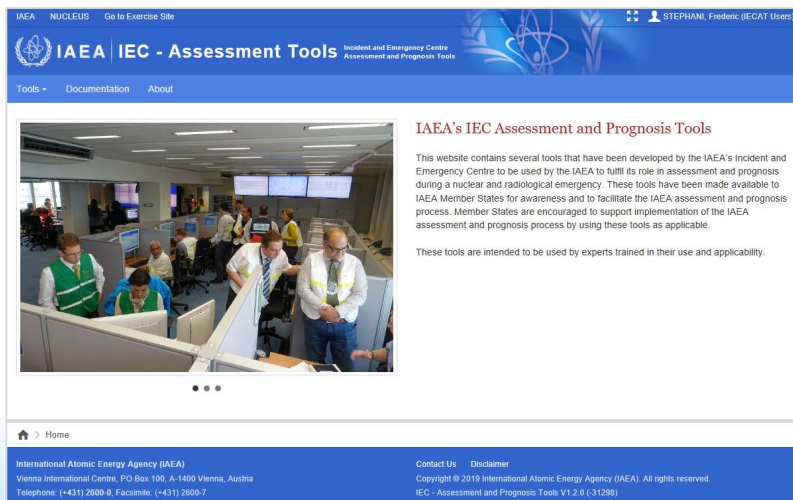 IAEA NUCLEUS Go to Exercise Site
STEPHANI, Frederic (IECAT Users)
IAEA IEC - Assessment Tools
Incident and Emergency Centre
Assessment and Prognosis Tools
Tools Documentation About
IAEA's IEC Assessment and Prognosis Tools
This website contains several tools that have been developed by the IAEA's Incident and
Emergency Centre to be used by the IAEA to fulfil its role in assessment and prognosis
during a nuclear and radiological emergency. These tools have been made available to
IAEA Member States for awareness and to facilitate the IAEA assessment and prognosis
process. Member States are encouraged to support implementation of the IAEA
assessment and prognosis process by using these tools as applicable.
These tools are intended to be used by experts trained in their use and applicability.
> Home
International Atomic Energy Agency (IAEA)
Vienna International Centre, PO Box 100, A-1400 Vienna, Austria
Telephone: (+431) 2600-0, Facsimile: (+431) 2600-7
Contact Us Disclaimer
Copyright © 2019 International Atomic Energy Agency (IAEA). All rights reserved.
IEC - Assessment and Prognosis Tools V1.2.0 (-31298)